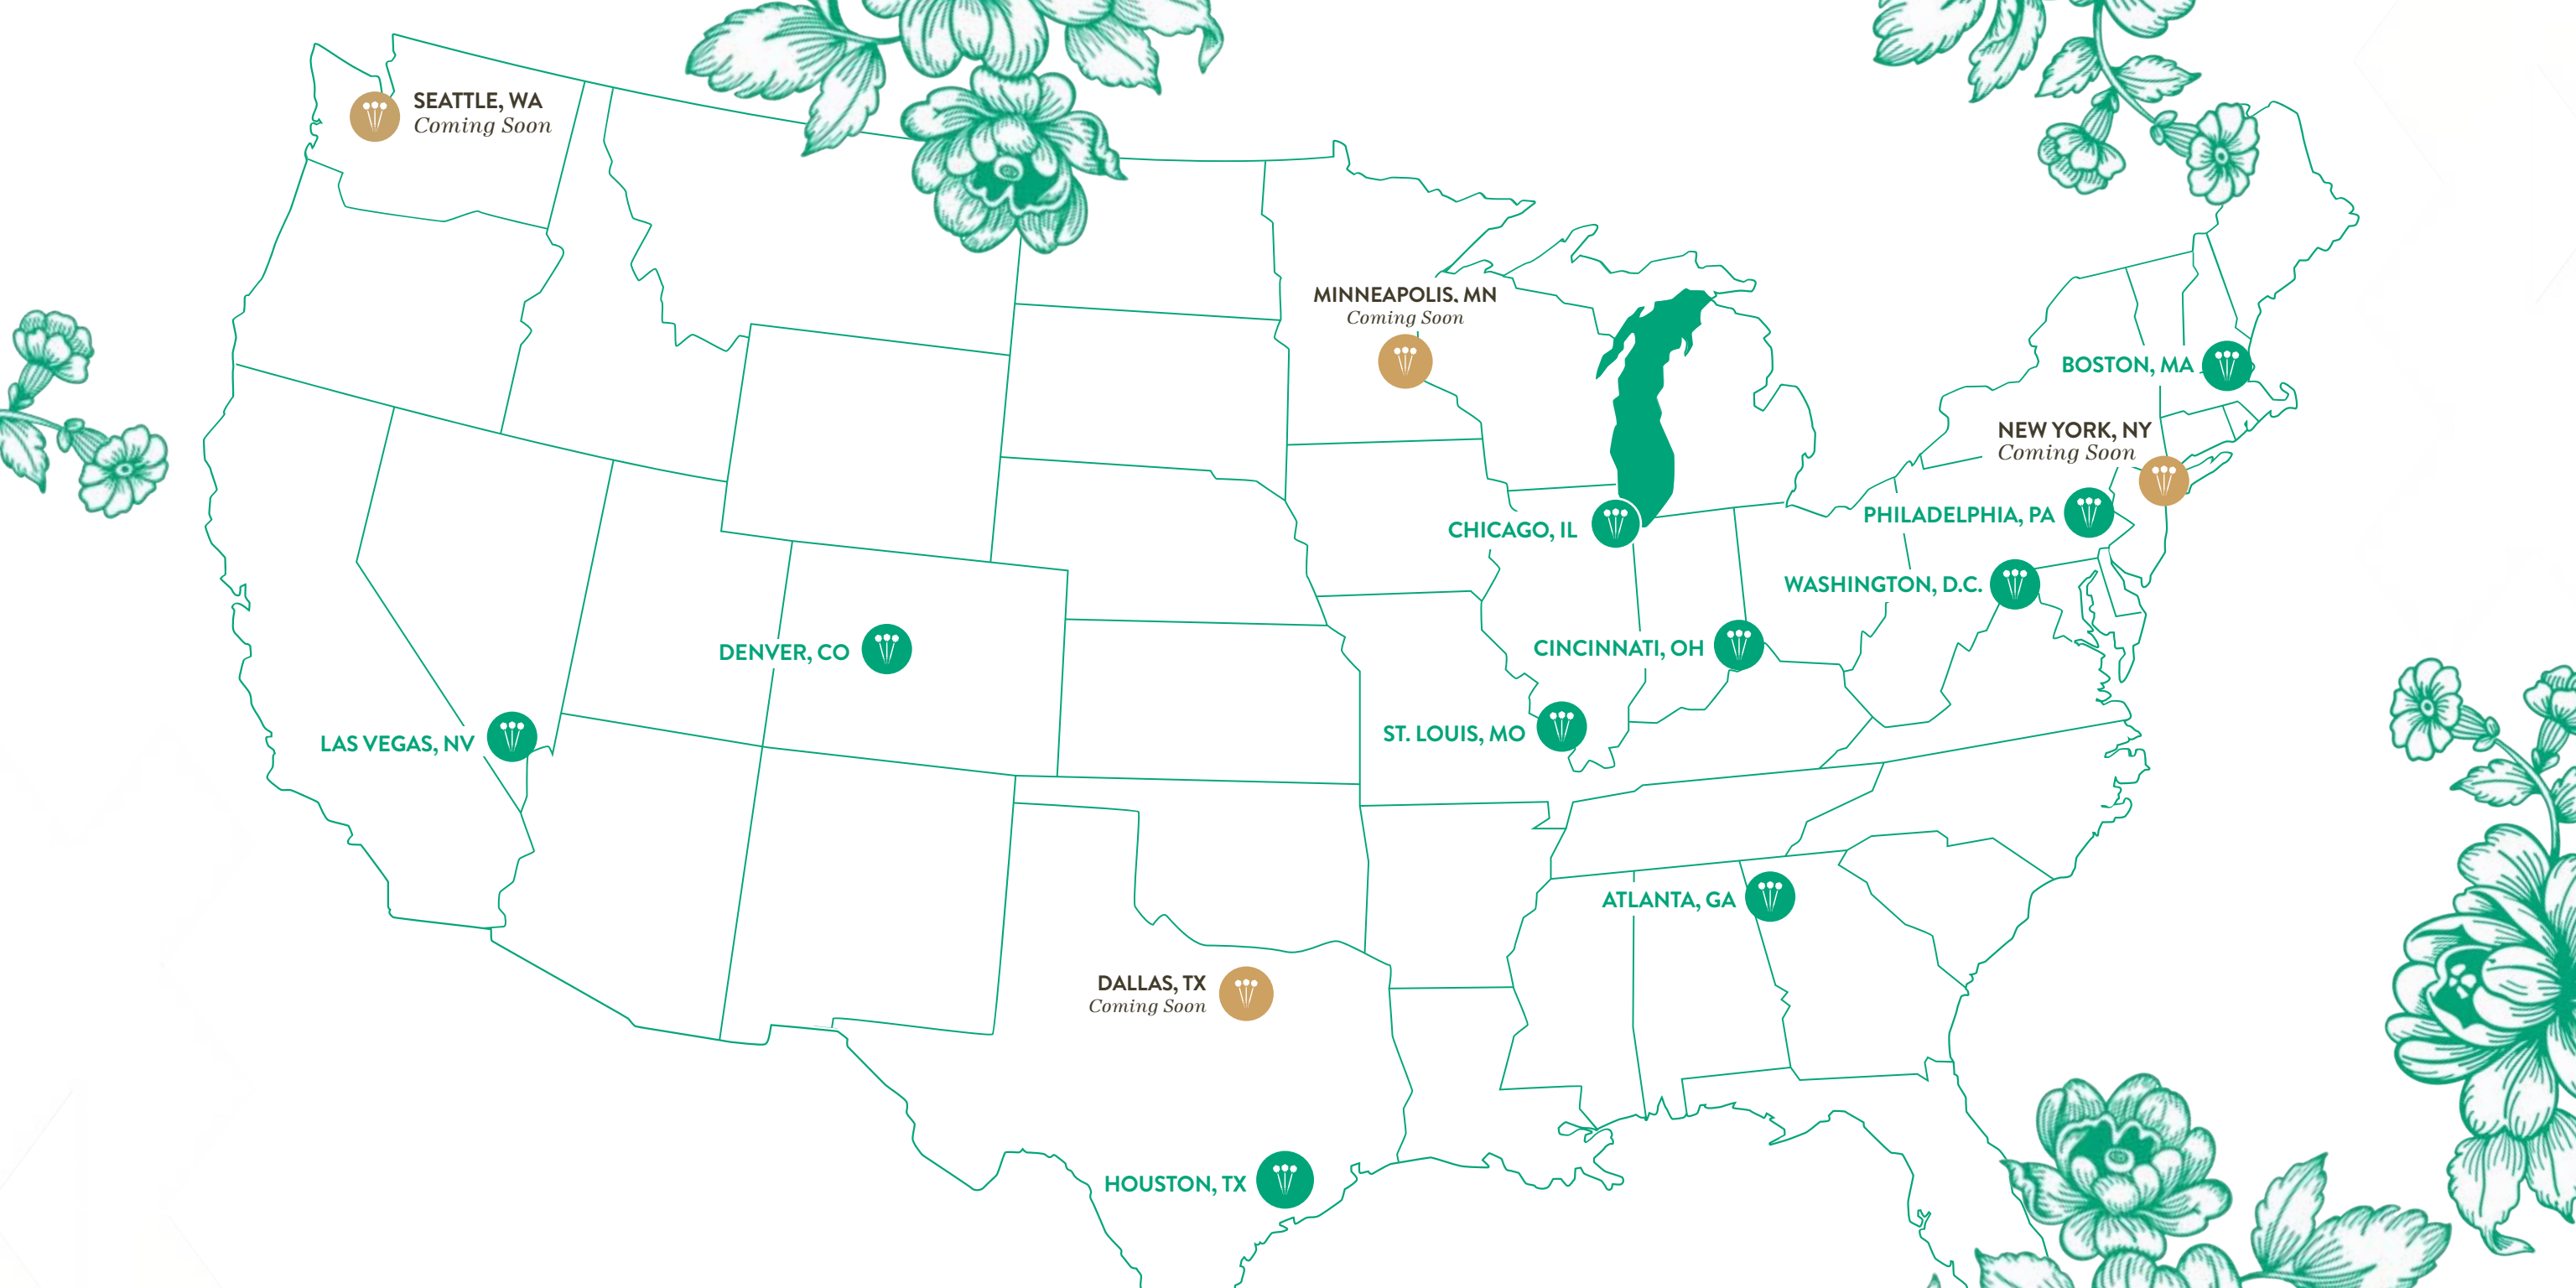 SEATTLE, WA
Coming Soon
MINNEAPOLIS, MN
Coming Soon
BOSTON, MA
NEW YORK, NY
Coming Soon
PHILADELPHIA, PA
CHICAGO, IL
WASHINGTON, D.C.
CINCINNATI, OH
DENVER, CO
ST. LOUIS, MO
LAS VEGAS, NV
ATLANTA, GA
DALLAS, TX
Coming Soon
HOUSTON, TX